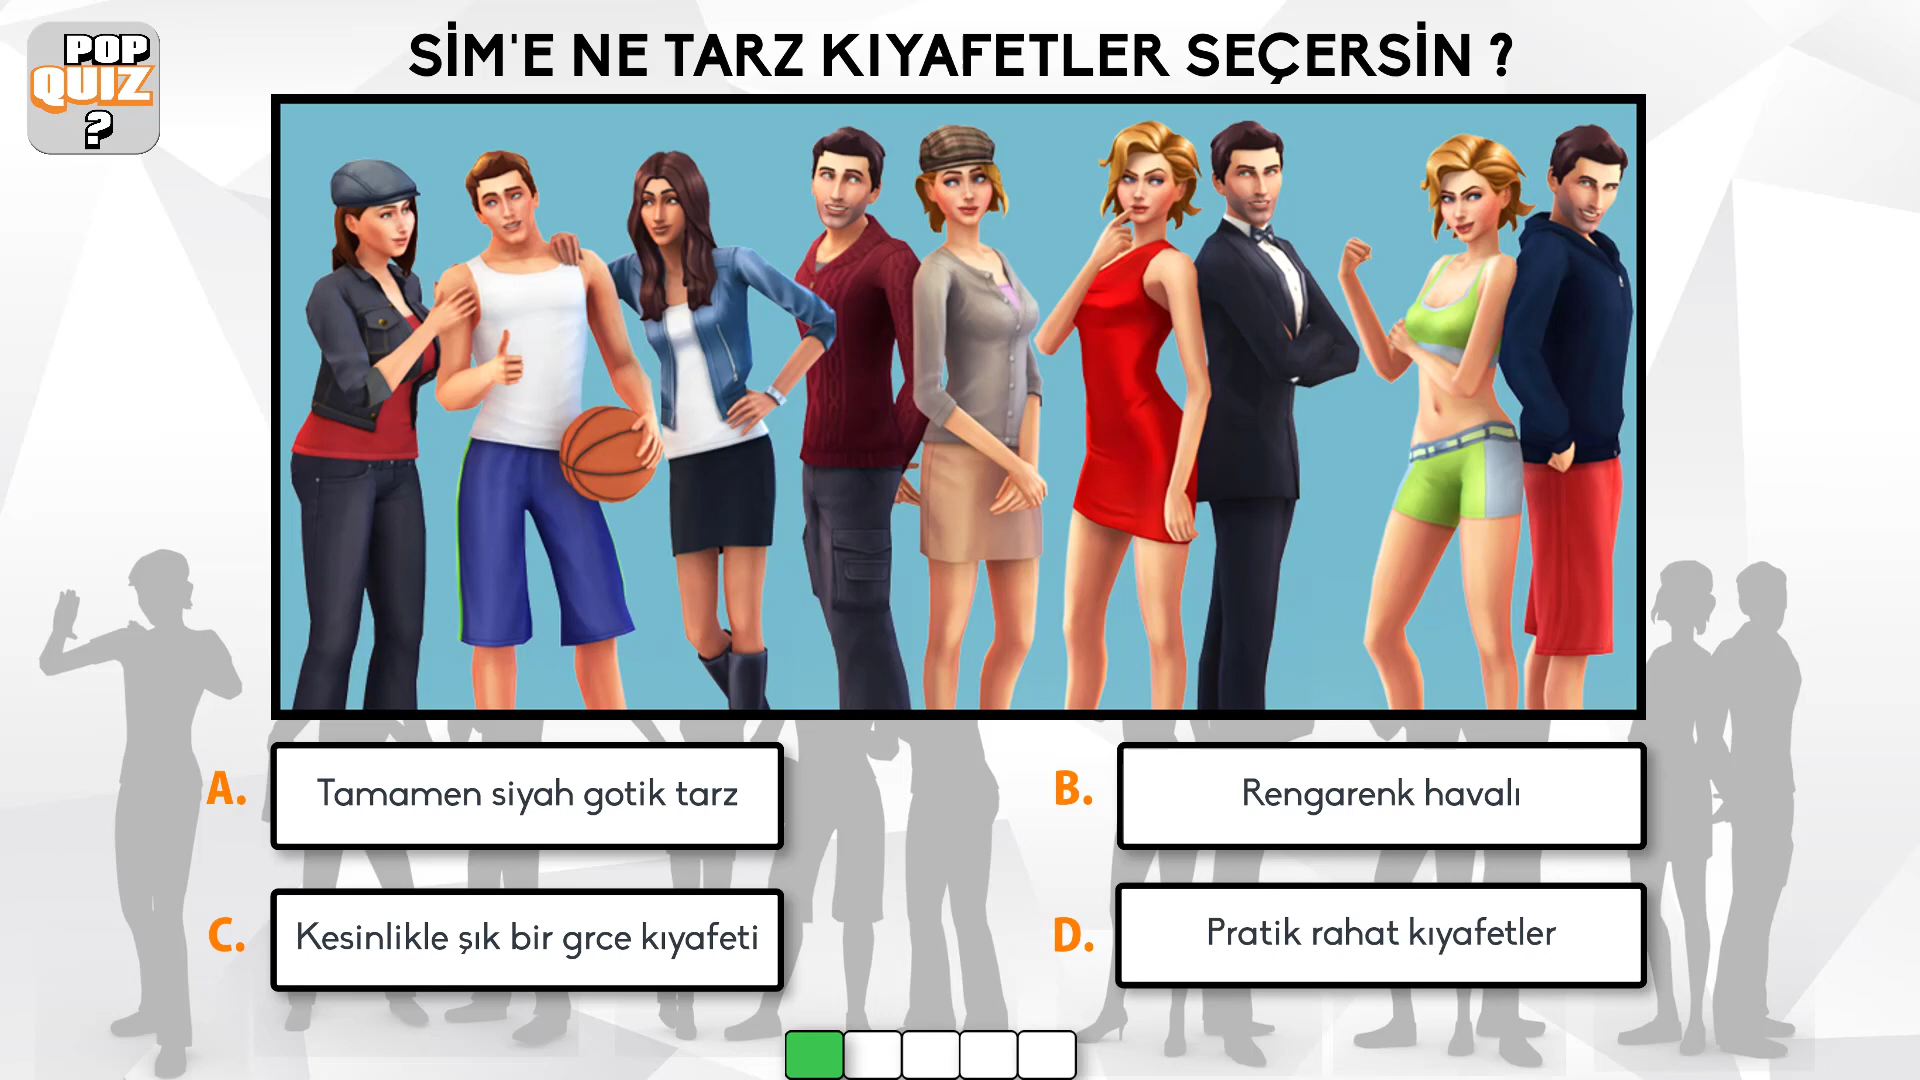 POP
QUIZ
?
SİM'E NE TARZ KIYAFETLER SEÇERSİN ?
A. Tamamen siyah gotik tarz
B. Rengarenk havalı
C. Kesinlikle şık bir grce kıyafeti
D. Pratik rahat kıyafetler